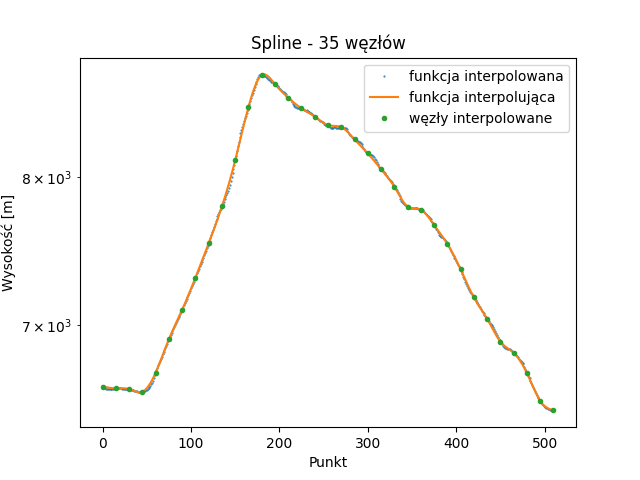 Spline - 35 węzłów
funkcja interpolowana
funkcja interpolująca
węzły interpolowane
Wysokość [m]
8 × 10³
7 × 10³
0 100 200 300 400 500
Punkt